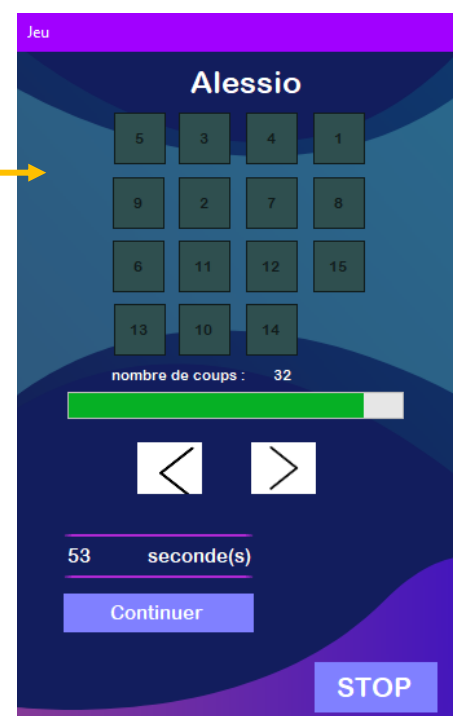 Jeu
Alessio
5 3 4 1
9 2 7 8
6 11 12 15
13 10 14
nombre de coups : 32
< >
53 seconde(s)
Continuer
STOP